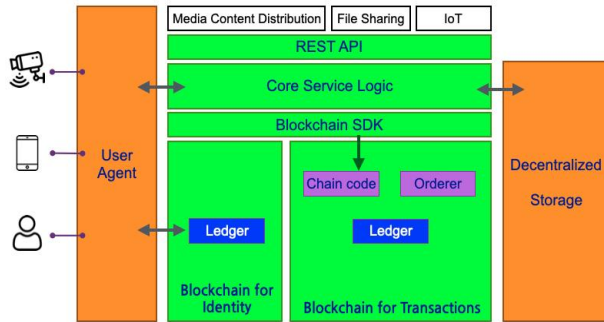 Media Content Distribution
File Sharing
IoT
REST API
Core Service Logic
Blockchain SDK
User
Agent
Chain code
Orderer
Decentralized
Storage
Ledger
Ledger
Blockchain for
Identity
Blockchain for Transactions